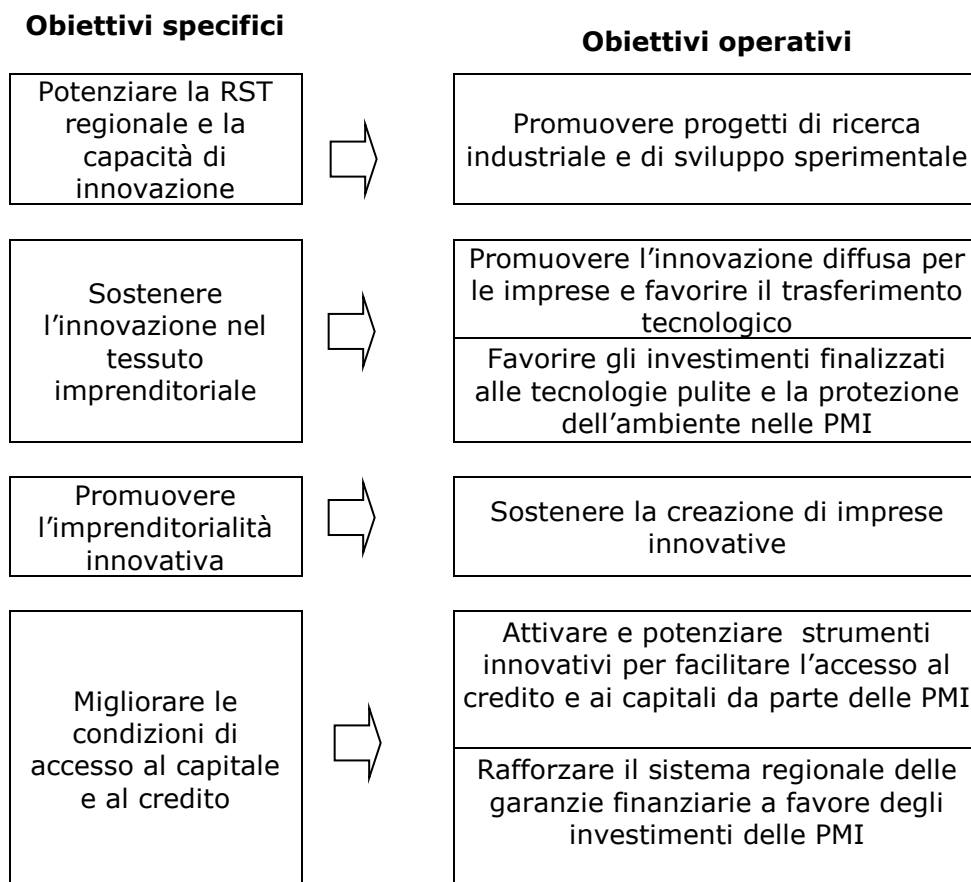 Obiettivi specifici
Obiettivi operativi
Potenziare la RST
regionale e la
capacità di
innovazione
Promuovere progetti di ricerca
industriale e di sviluppo sperimentale
Sostenere
l’innovazione nel
tessuto
imprenditoriale
Promuovere l’innovazione diffusa per
le imprese e favorire il trasferimento
tecnologico
Favorire gli investimenti finalizzati
alle tecnologie pulite e la protezione
dell’ambiente nelle PMI
Promuovere
l’imprenditorialità
innovativa
Sostenere la creazione di imprese
innovative
Migliorare le
condizioni di
accesso al capitale
e al credito
Attivare e potenziare  strumenti
innovativi per facilitare l’accesso al
credito e ai capitali da parte delle PMI
Rafforzare il sistema regionale delle
garanzie finanziarie a favore degli
investimenti delle PMI